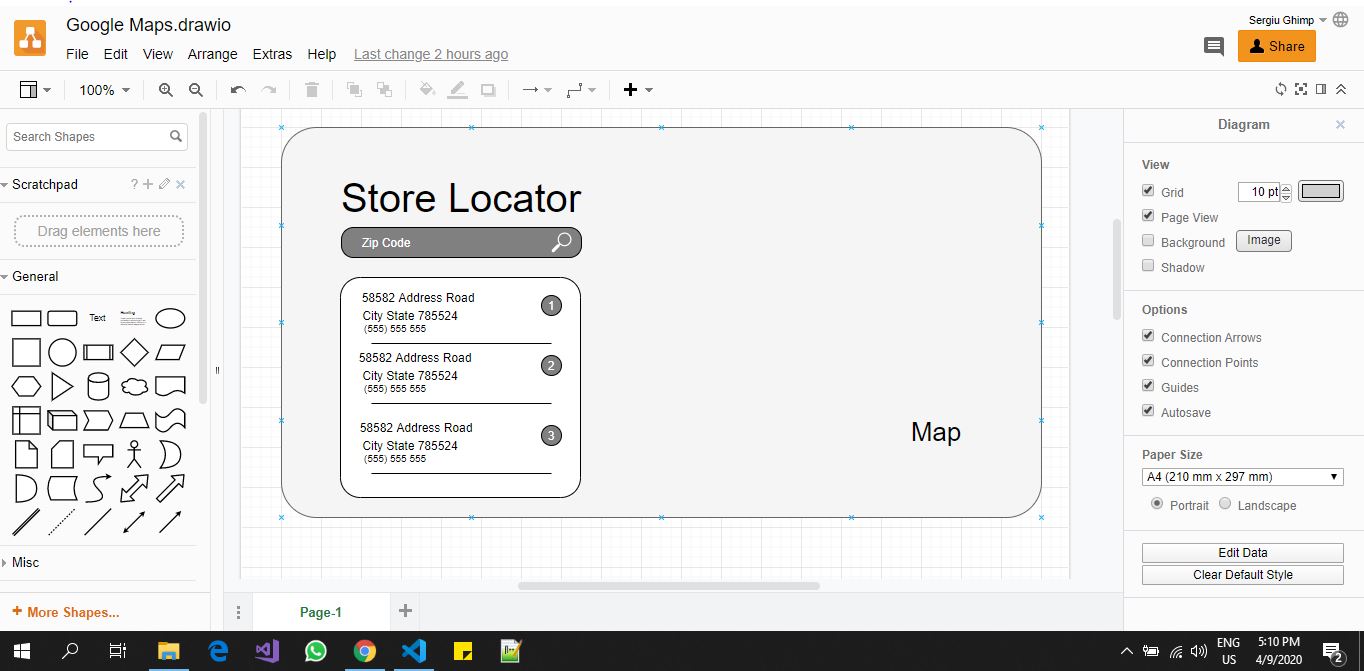 Google Maps.drawio
Sergiu Ghimp
File Edit View Arrange Extras Help Last change 2 hours ago
Share
100%
Search Shapes
Scratchpad
?
Drag elements here
General
Text
Heading
Misc
+ More Shapes...
Store Locator
Zip Code
58582 Address Road
City State 785524
(555) 555 555
1
58582 Address Road
City State 785524
(555) 555 555
2
58582 Address Road
City State 785524
(555) 555 555
3
Map
Page-1
Diagram
View
Grid 10 pt
Page View
Background Image
Shadow
Options
Connection Arrows
Connection Points
Guides
Autosave
Paper Size
A4 (210 mm x 297 mm)
Portrait Landscape
Edit Data
Clear Default Style
ENG
US
5:10 PM
4/9/2020
2